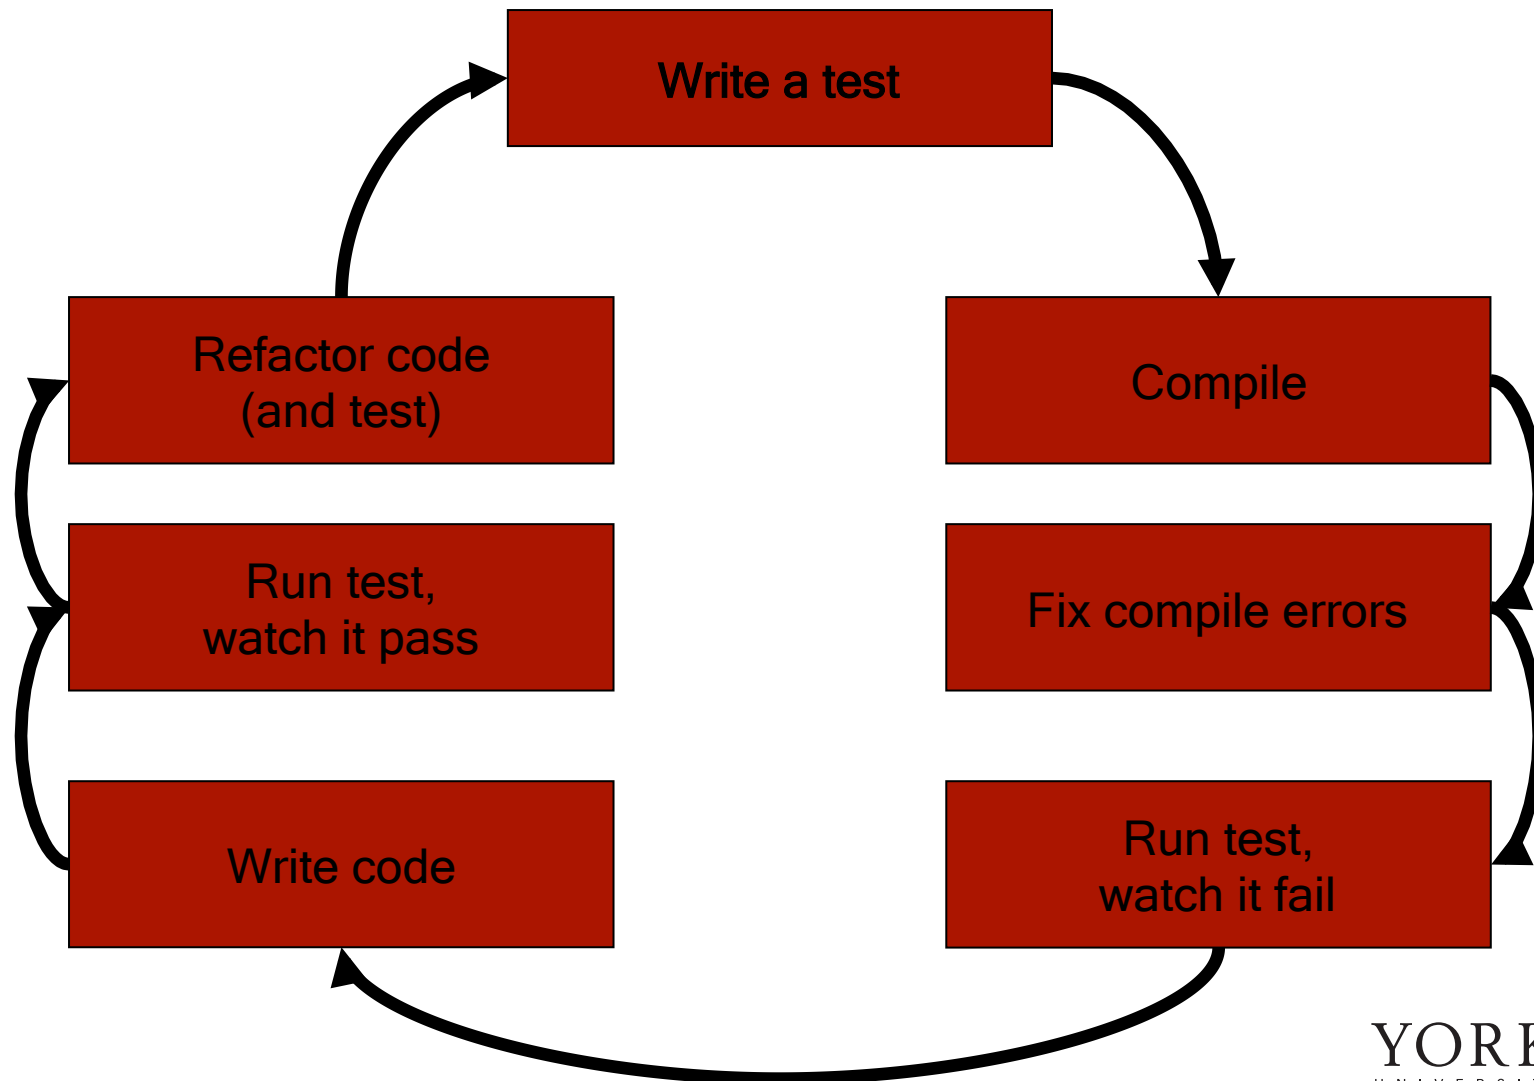 Write a test
Refactor code
(and test)
Compile
Run test,
watch it pass
Fix compile errors
Write code
Run test,
watch it fail
YORK